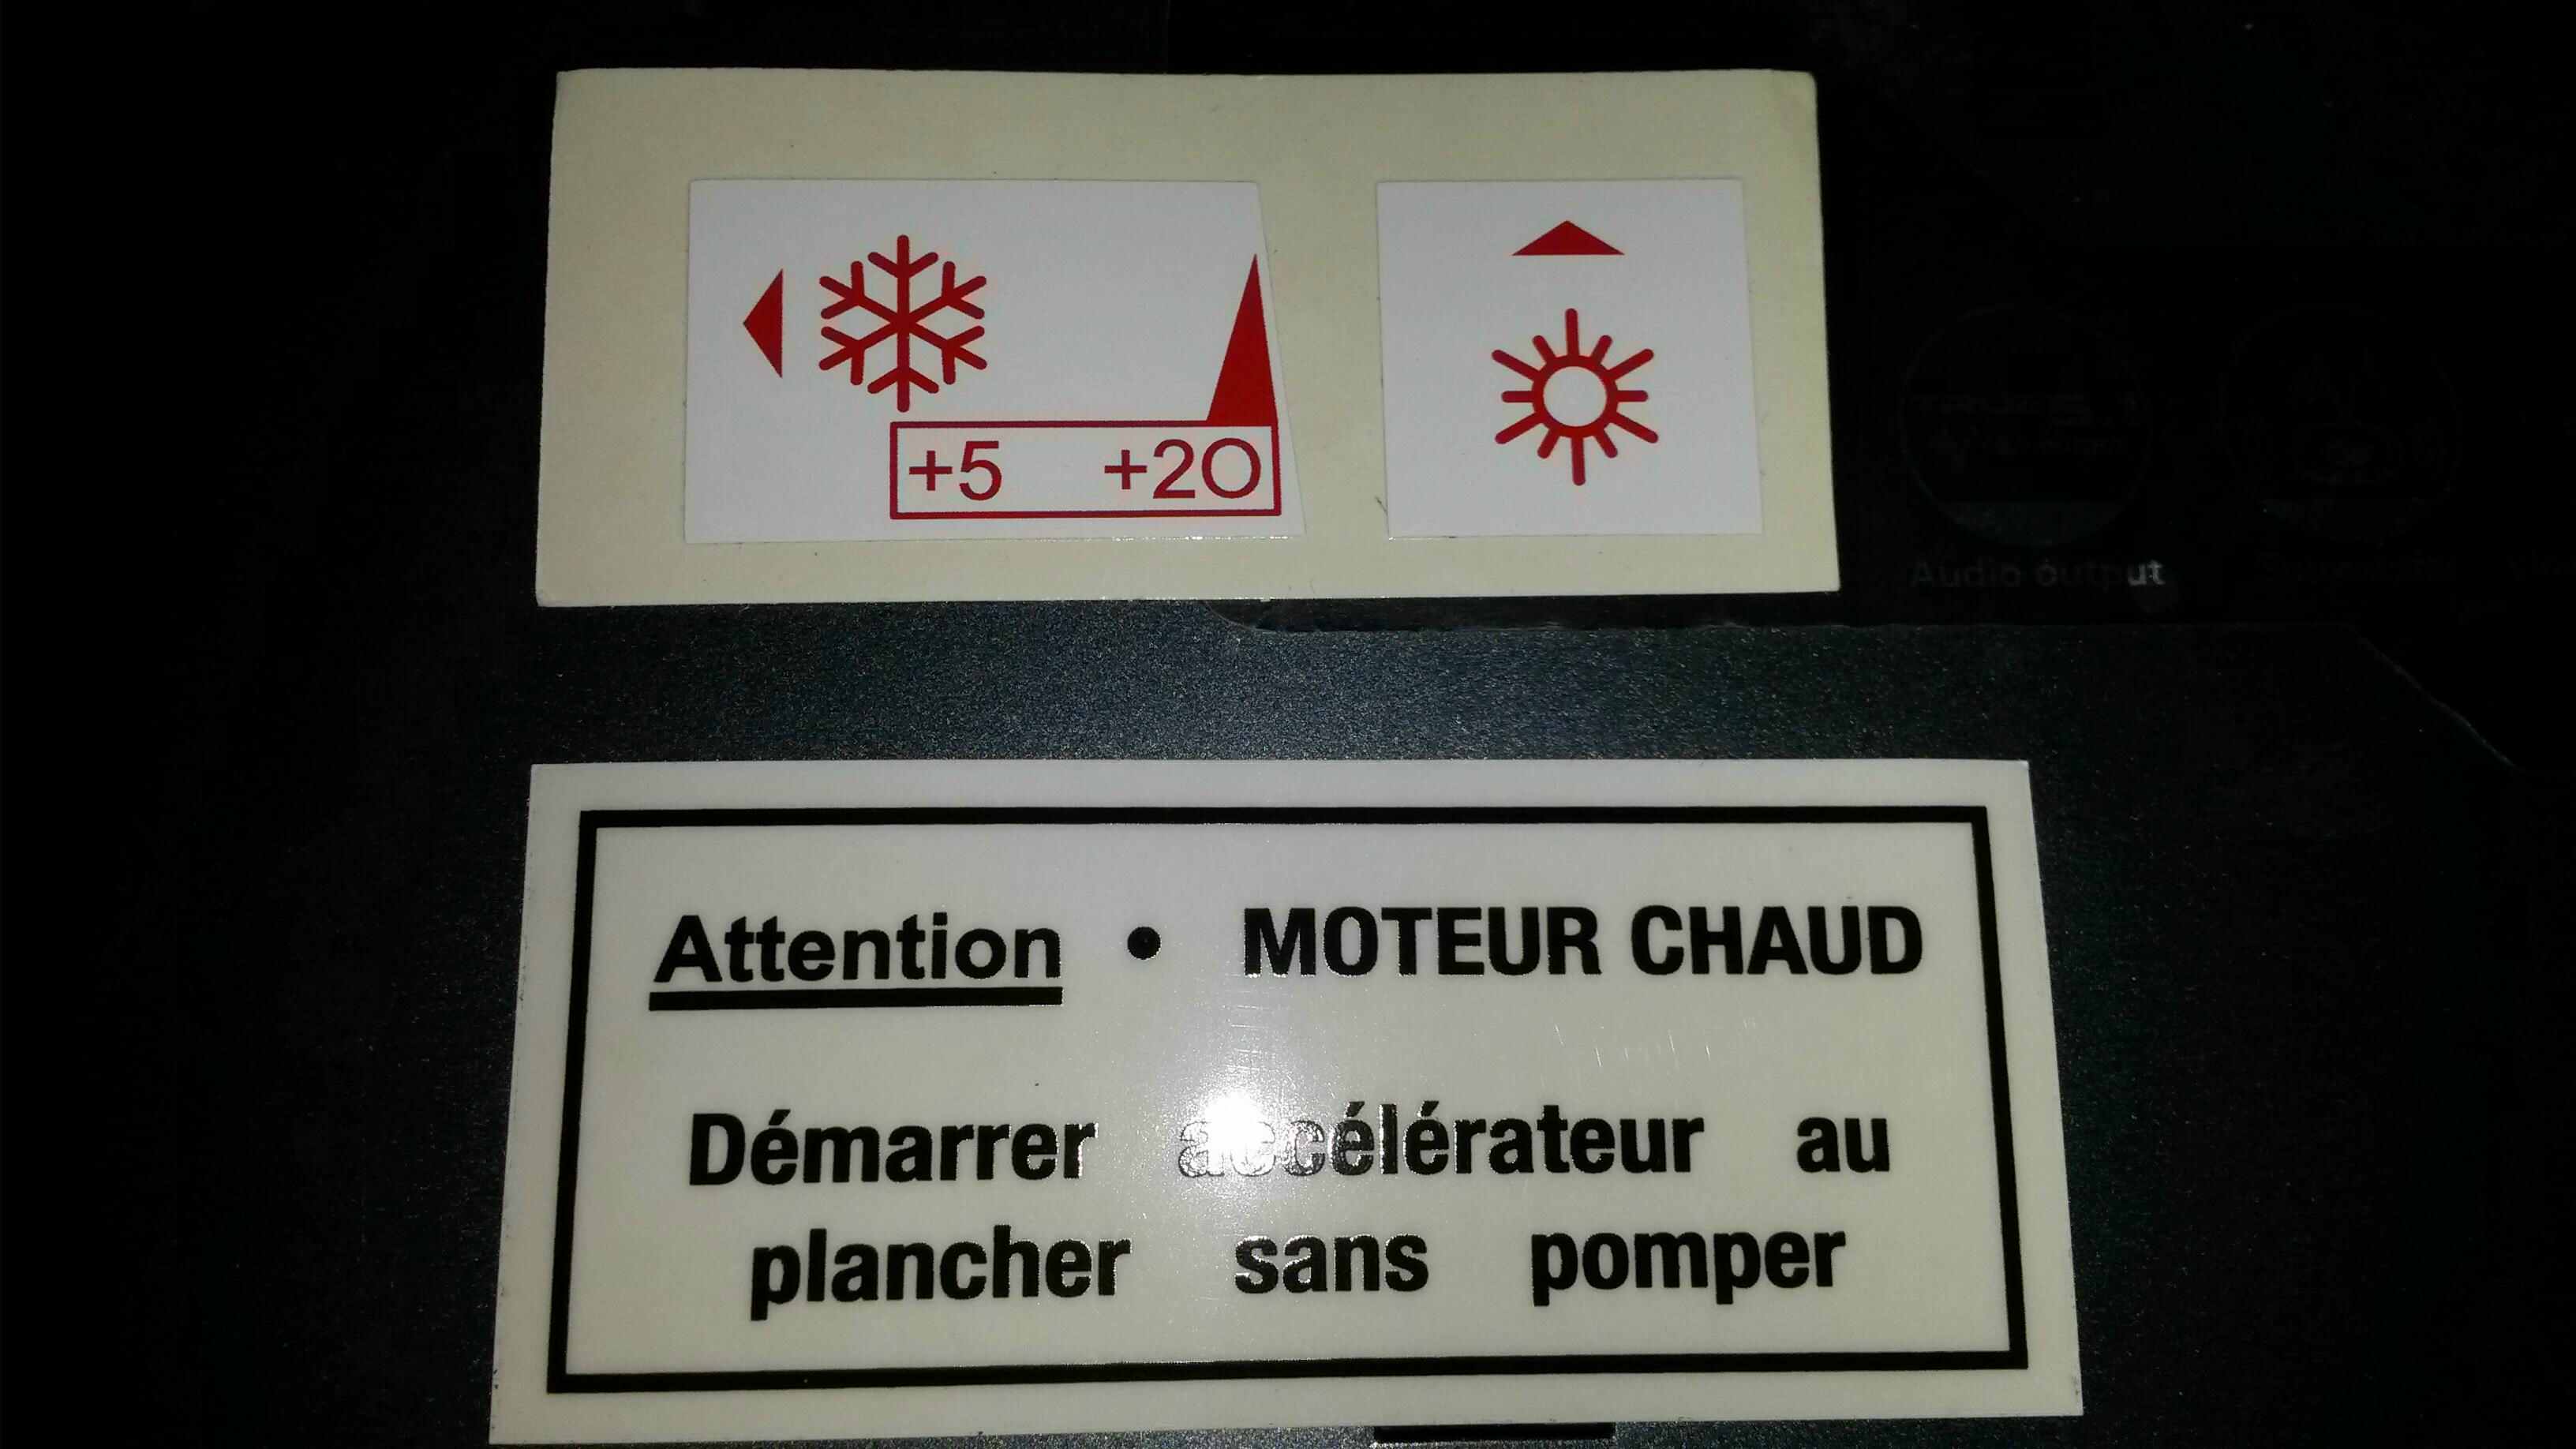 +5 +20
Audio output
Attention • MOTEUR CHAUD
Démarrer accélérateur au
plancher sans pomper